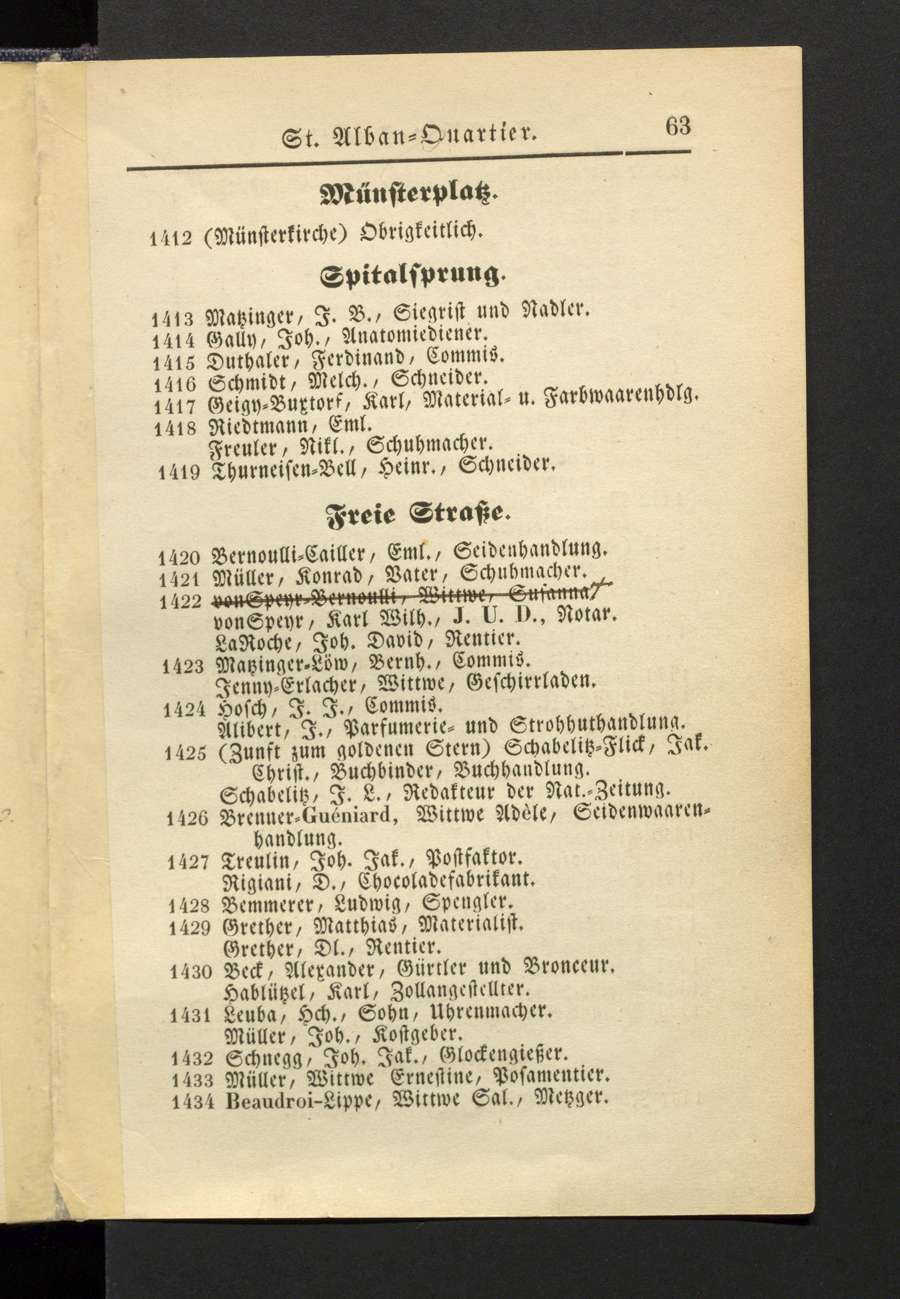 St. Alban-Quartier. 63
Münsterplatz.
1412 (Münsterkirche) Obrigkeitlich.
Spitalsprung.
1413 Matzinger, J. B., Siegrist und Nadler.
1414 Gally, Joh., Anatomiediener.
1415 Duthaler, Ferdinand, Commis.
1416 Schmidt, Melch., Schneider.
1417 Geigy-Buxtorf, Karl, Material- u. Farbwaarenhdlg.
1418 Riedtmann, Eml.
Freuler, Nikl., Schuhmacher.
1419 Thurneisen-Bell, Heinr., Schneider.
Freie Straße.
1420 Bernoulli-Cailler, Eml., Seidenhandlung.
1421 Müller, Konrad, Vater, Schuhmacher.
1422 vonSpeyr-Bernoulli, Wittwe, Susanna
vonSpeyr, Karl Wilh., J. U. D., Notar.
LaRoche, Joh. David, Rentier.
1423 Matzinger-Löw, Bernh., Commis.
Jenny-Erlacher, Wittwe, Geschirrladen.
1424 Hosch, J. J., Commis.
Alibert, J., Parfumerie- und Strohhuthandlung.
1425 (Zunft zum goldenen Stern) Schabelitz-Flick, Jak.
Christ., Buchbinder, Buchhandlung.
Schabelitz, J. L., Redakteur der Nat.-Zeitung.
1426 Brenner-Guéniard, Wittwe Adèle, Seidenwaaren-
handlung.
1427 Treulin, Joh. Jak., Postfaktor.
Rigiani, D., Chocoladefabrikant.
1428 Bemmerer, Ludwig, Spengler.
1429 Grether, Matthias, Materialist.
Grether, Dl., Rentier.
1430 Beck, Alexander, Gürtler und Bronceur.
Hablützel, Karl, Zollangestellter.
1431 Leuba, Hch., Sohn, Uhrenmacher.
Müller, Joh., Kostgeber.
1432 Schnegg, Joh. Jak., Glockengießer.
1433 Müller, Wittwe Ernestine, Posamentier.
1434 Beaudroi-Lippe, Wittwe Sal., Metzger.